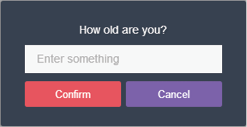 How old are you?
Enter something
Confirm Cancel